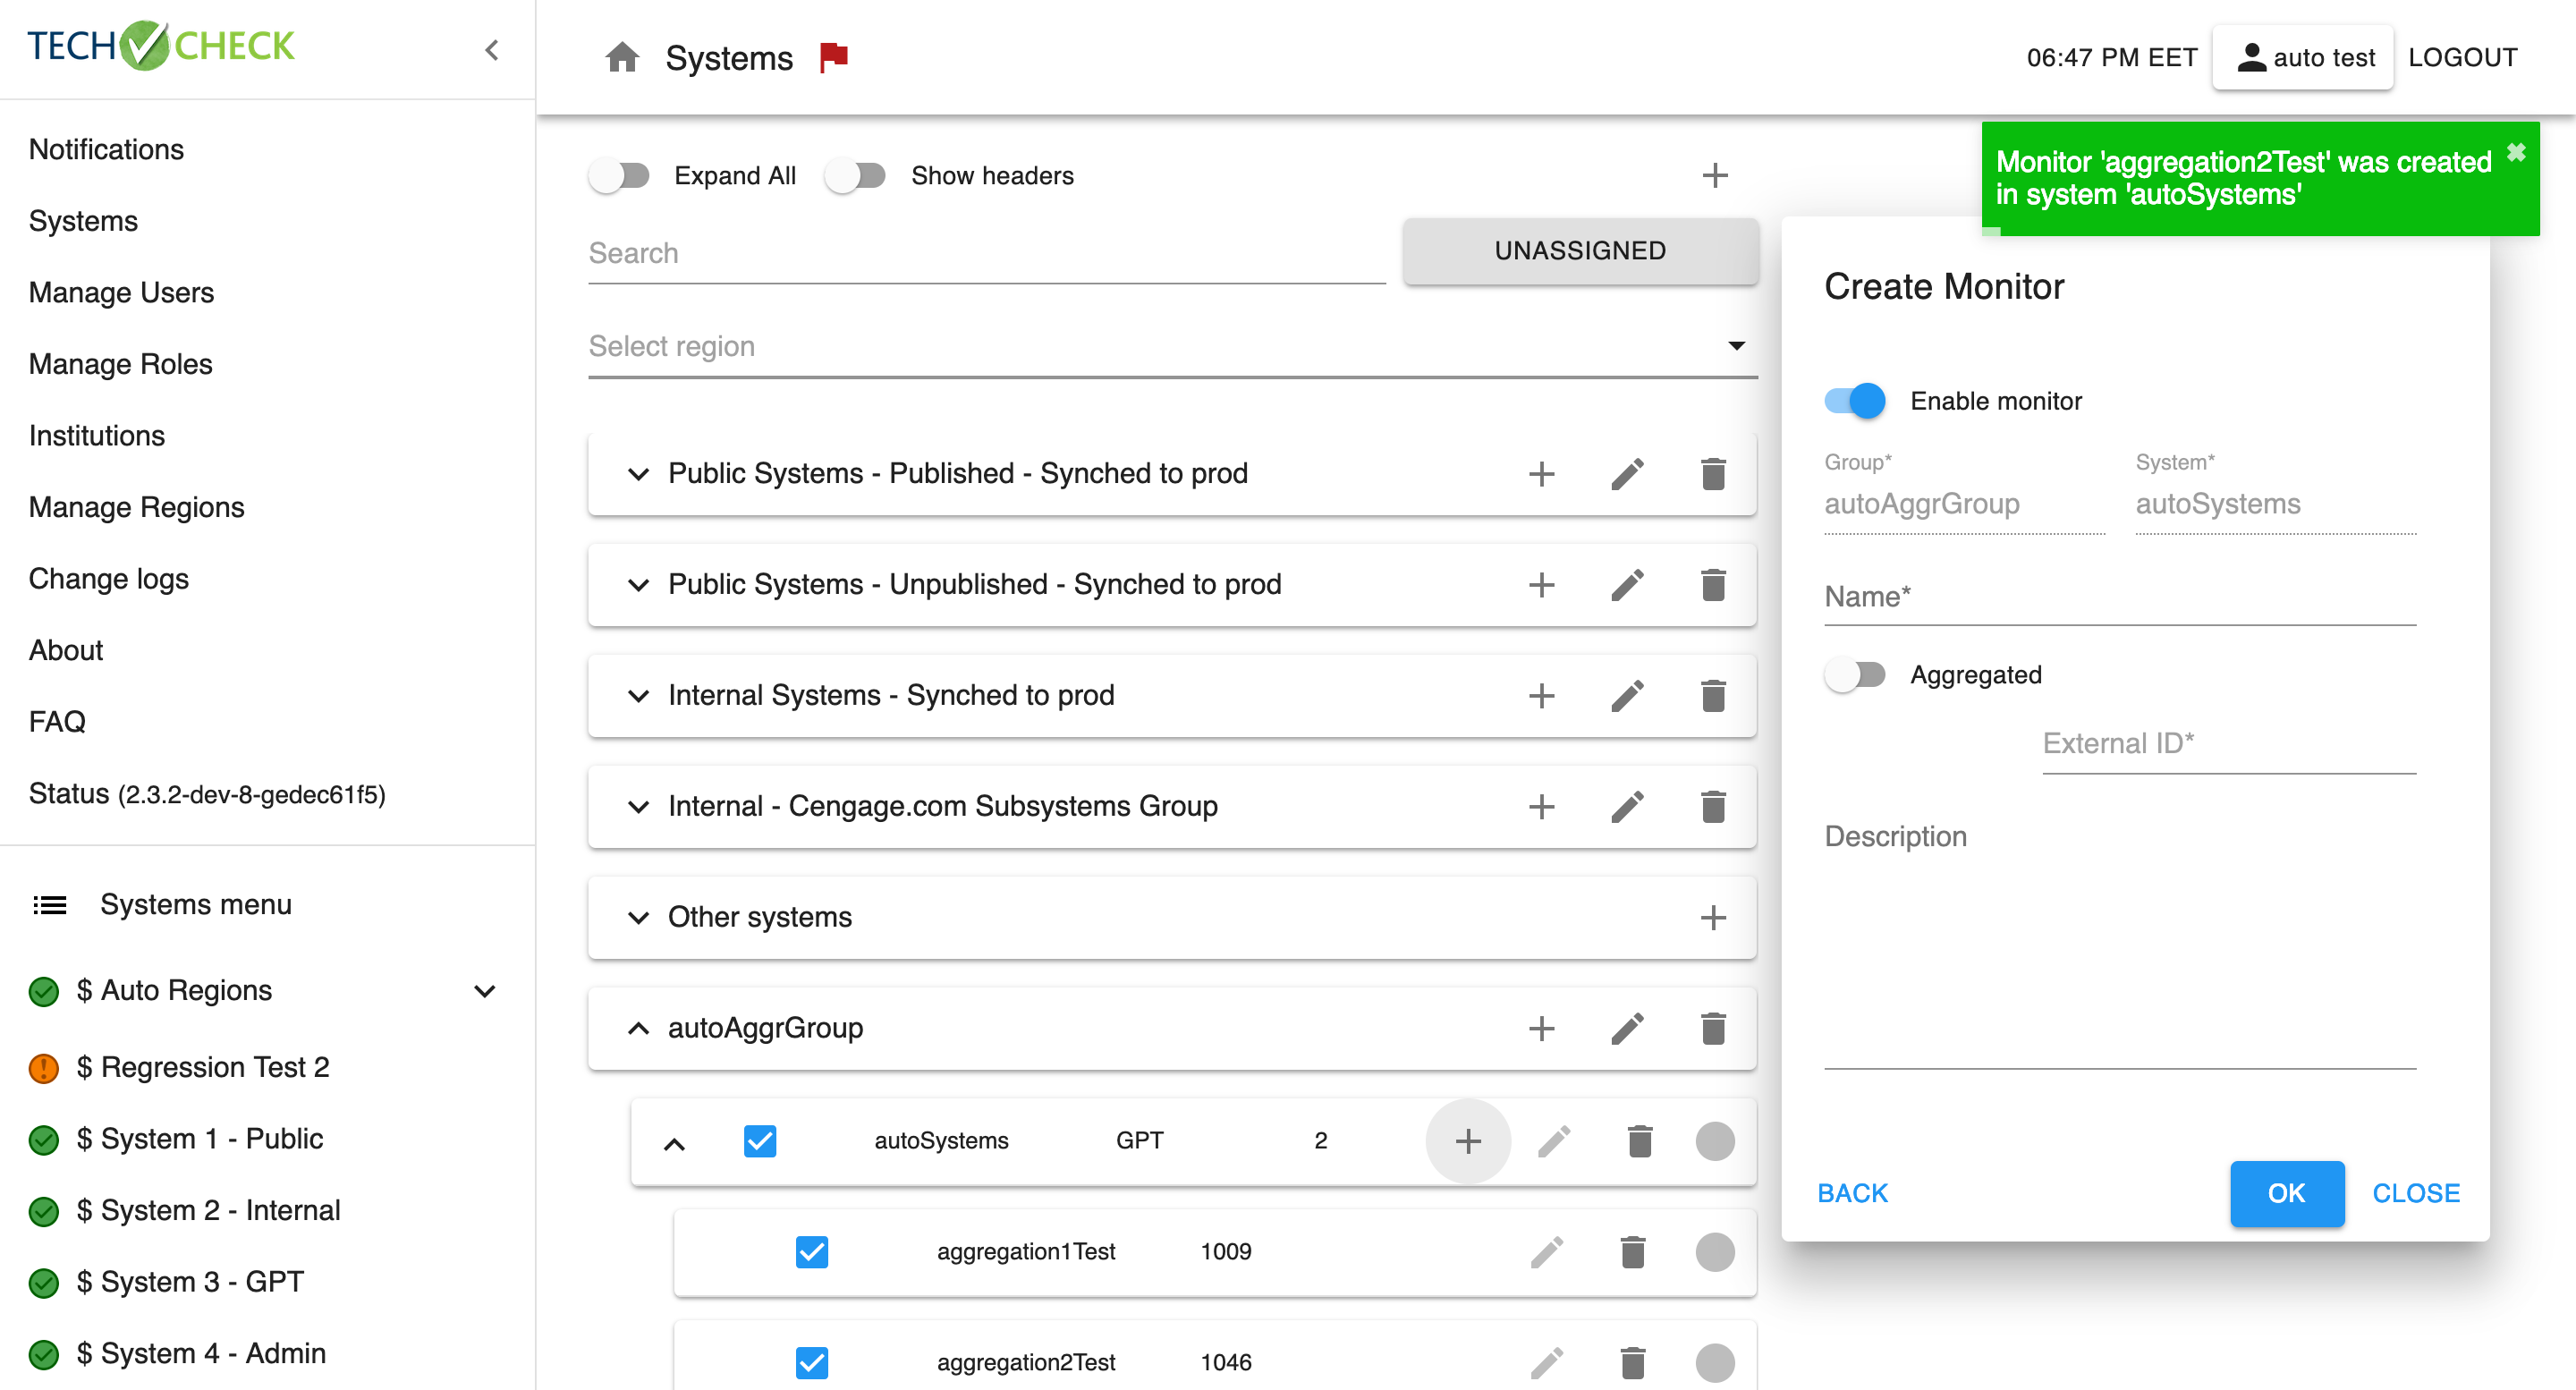 TECH CHECK
Systems
06:47 PM EET
auto test
LOGOUT
Notifications
Systems
Manage Users
Manage Roles
Institutions
Manage Regions
Change logs
About
FAQ
Status (2.3.2-dev-8-gedec61f5)
Systems menu
$ Auto Regions
$ Regression Test 2
$ System 1 - Public
$ System 2 - Internal
$ System 3 - GPT
$ System 4 - Admin
Expand All
Show headers
Search
UNASSIGNED
Select region
Public Systems - Published - Synched to prod
Public Systems - Unpublished - Synched to prod
Internal Systems - Synched to prod
Internal - Cengage.com Subsystems Group
Other systems
autoAggrGroup
autoSystems GPT 2
aggregation1Test 1009
aggregation2Test 1046
Monitor 'aggregation2Test' was created
in system 'autoSystems'
Create Monitor
Enable monitor
Group* System*
autoAggrGroup autoSystems
Name*
Aggregated
External ID*
Description
BACK
OK
CLOSE